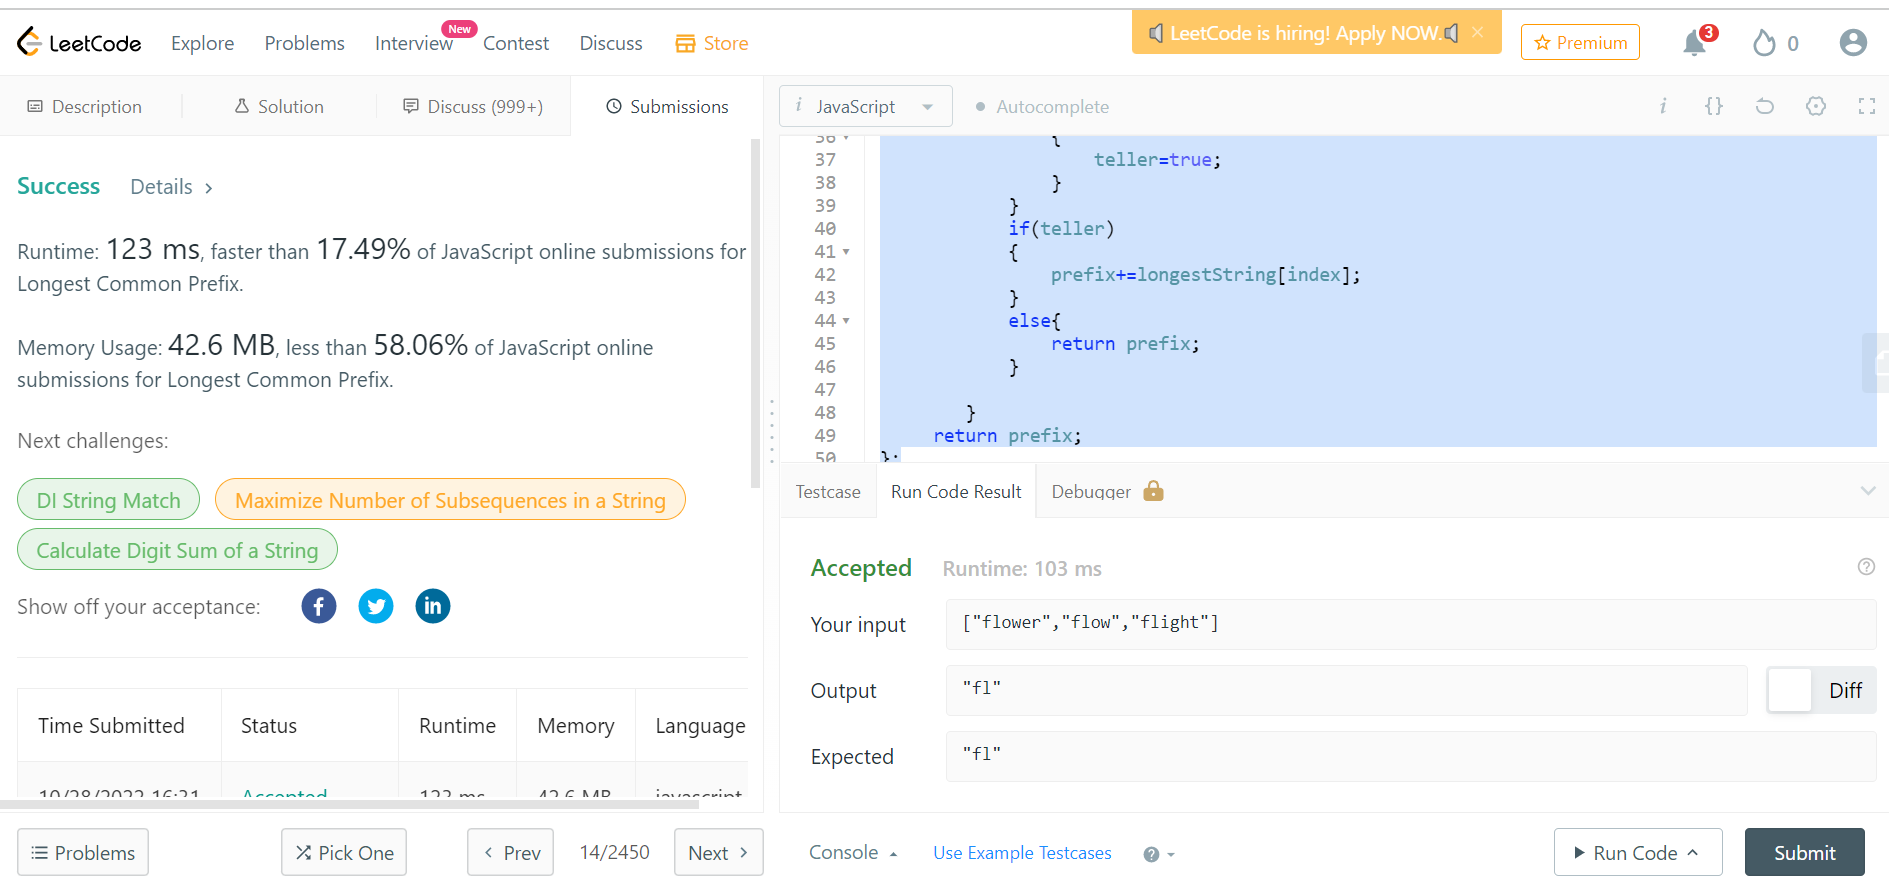 LeetCode Explore Problems Interview New Contest Discuss Store LeetCode is hiring! Apply NOW. Premium 3 0
Description Solution Discuss (999+) Submissions
Success Details
Runtime: 123 ms, faster than 17.49% of JavaScript online submissions for
Longest Common Prefix.
Memory Usage: 42.6 MB, less than 58.06% of JavaScript online
submissions for Longest Common Prefix.
Next challenges:
DI String Match Maximize Number of Subsequences in a String
Calculate Digit Sum of a String
Show off your acceptance:
Time Submitted Status Runtime Memory Language
10/28/2022 16:31 Accepted 123 ms 42.6 MB javascript
Problems Pick One Prev 14/2450 Next
i JavaScript Autocomplete i {}
36 {
37 teller=true;
38 }
39 }
40 if(teller)
41 {
42 prefix+=longestString[index];
43 }
44 else{
45 return prefix;
46 }
47
48 }
49 return prefix;
50 };
Testcase Run Code Result Debugger
Accepted Runtime: 103 ms
Your input ["flower","flow","flight"]
Output "fl" Diff
Expected "fl"
Console Use Example Testcases Run Code Submit